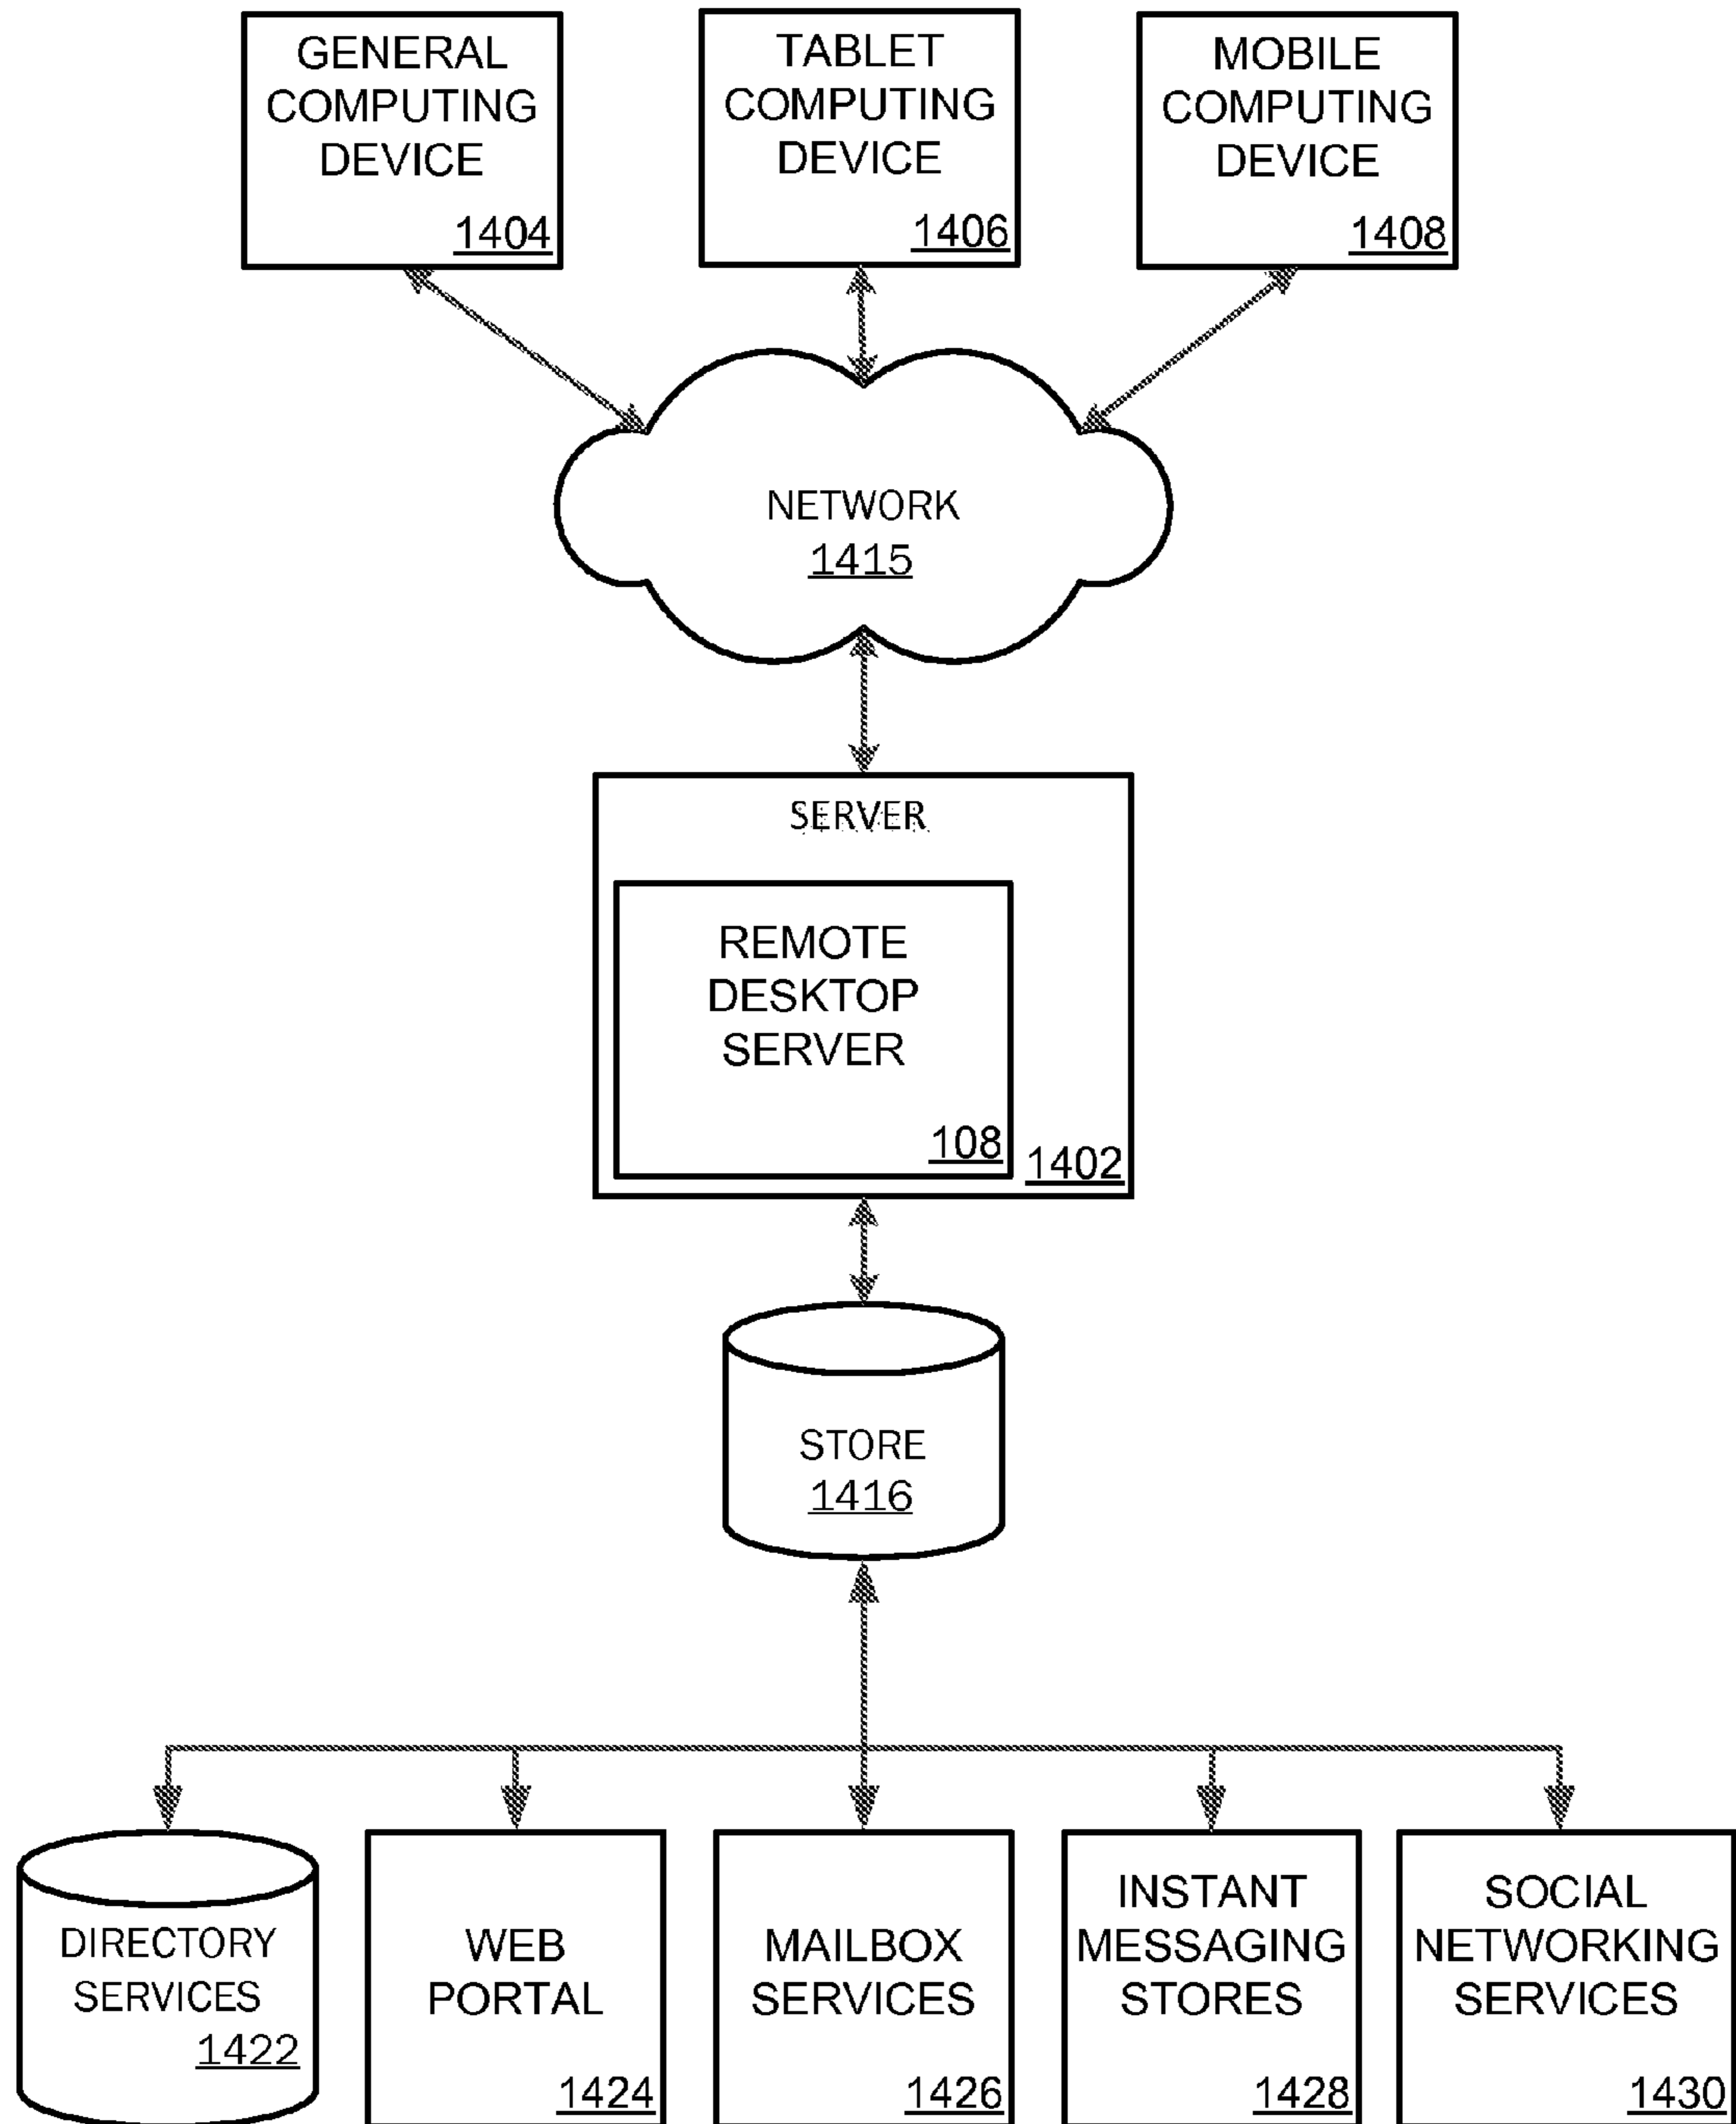 GENERAL
COMPUTING
DEVICE
1404
TABLET
COMPUTING
DEVICE
1406
MOBILE
COMPUTING
DEVICE
1408
NETWORK
1415
SERVER
REMOTE
DESKTOP
SERVER
108
1402
STORE
1416
DIRECTORY
SERVICES
1422
WEB
PORTAL
1424
MAILBOX
SERVICES
1426
INSTANT
MESSAGING
STORES
1428
SOCIAL
NETWORKING
SERVICES
1430